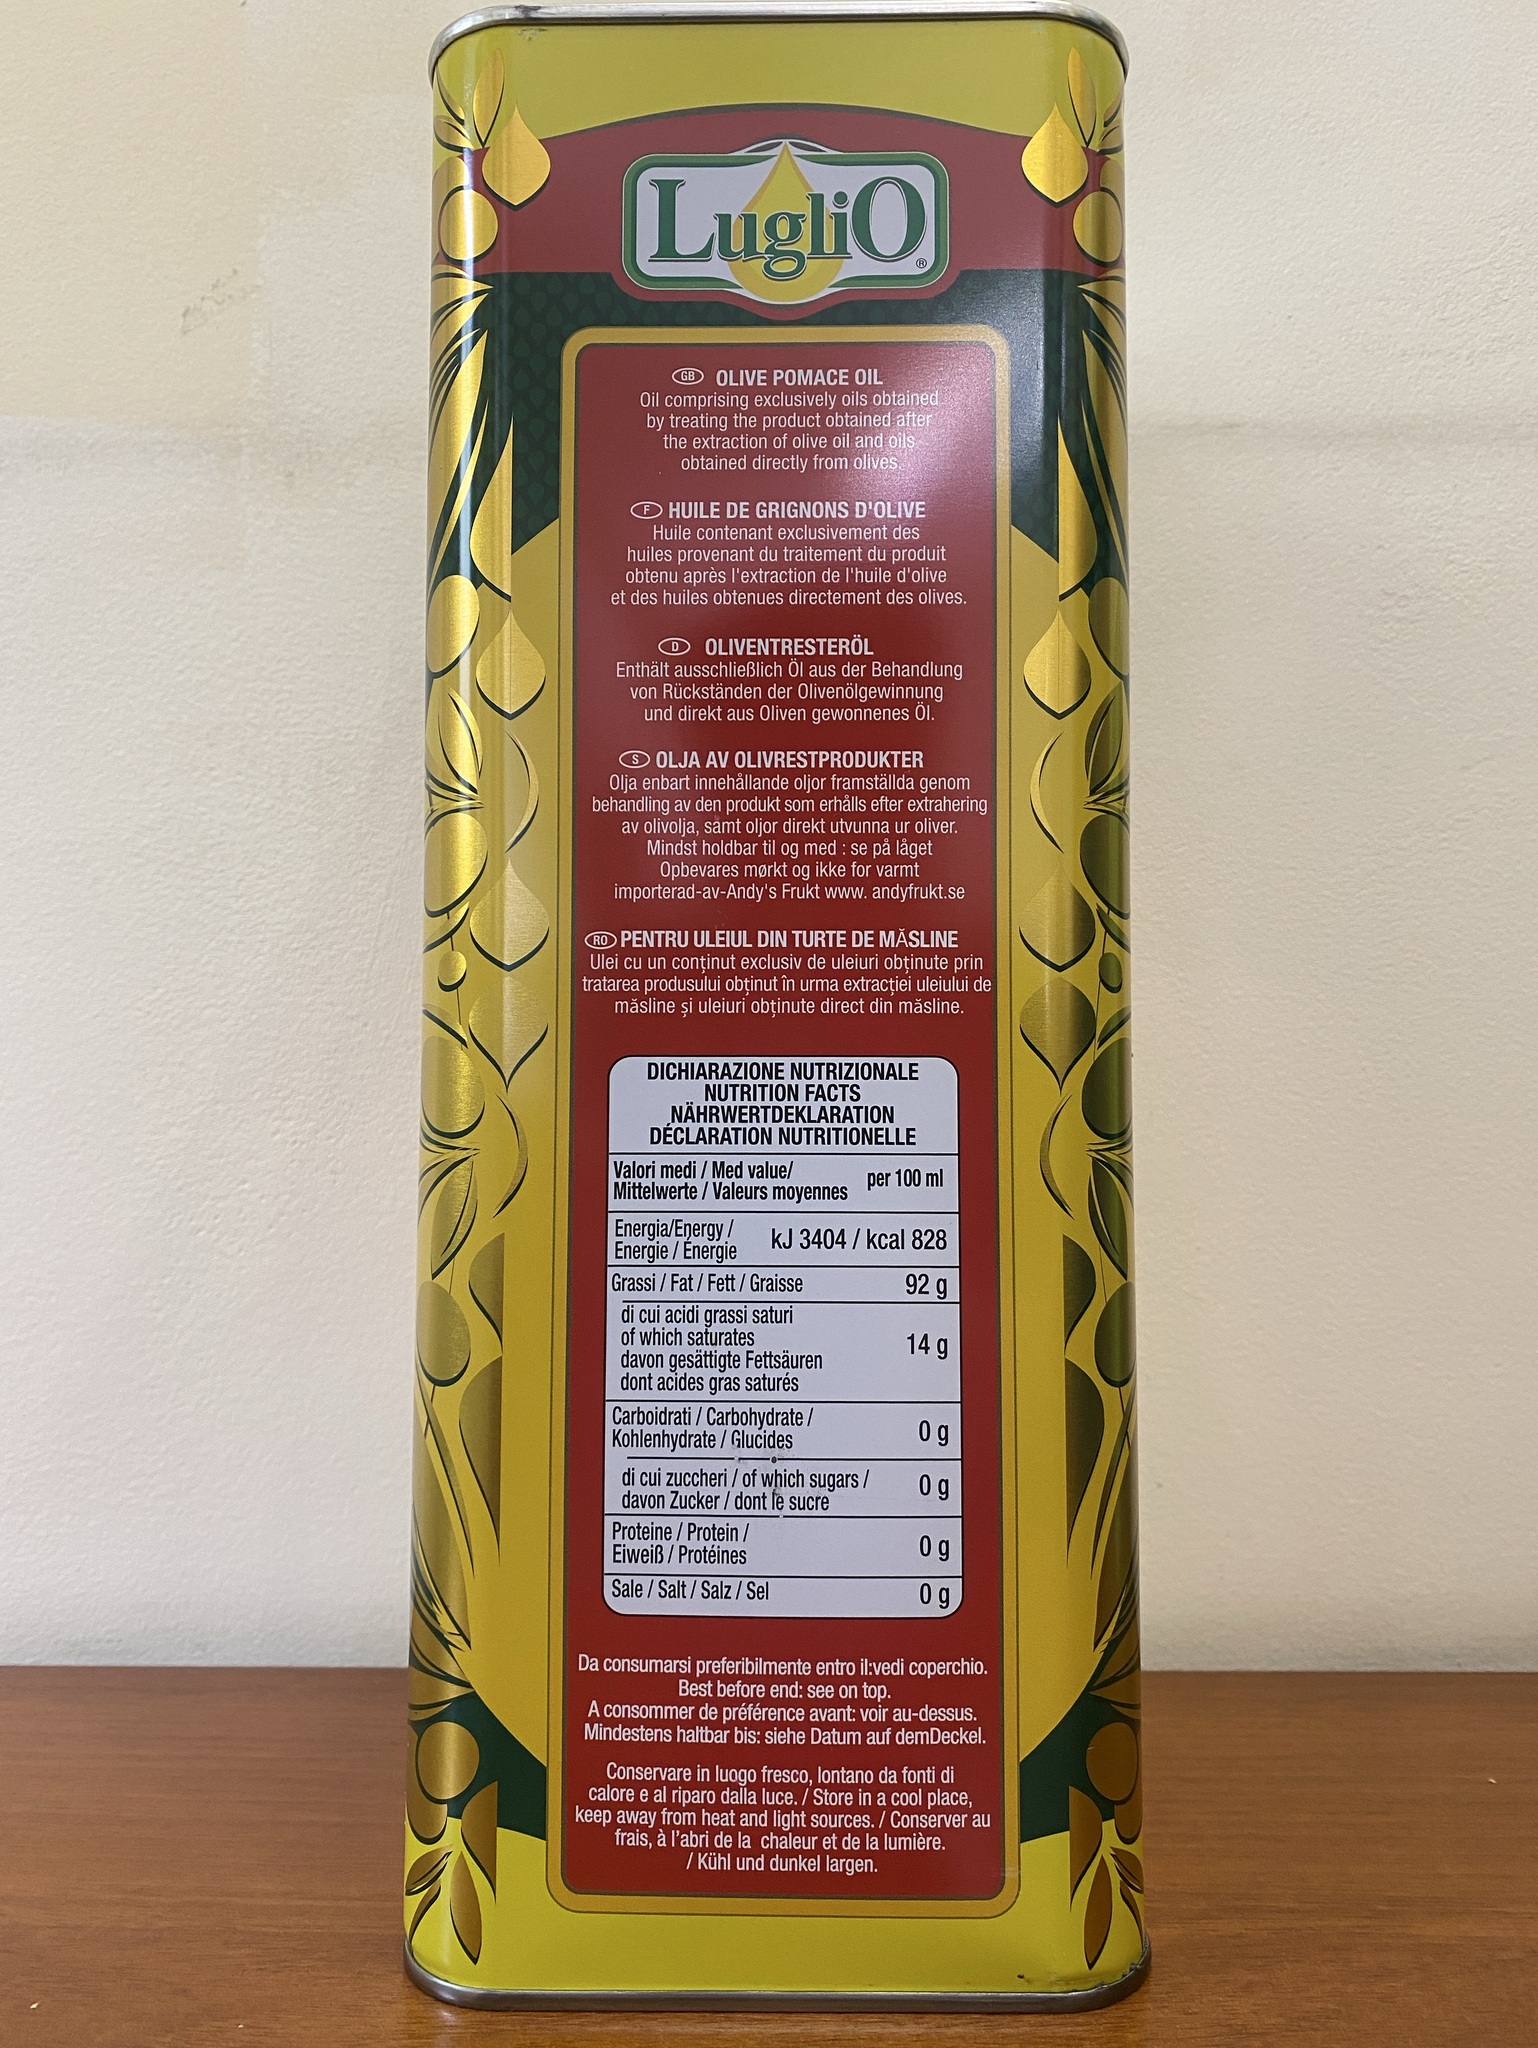 LugliO
®
GB OLIVE POMACE OIL
Oil comprising exclusively oils obtained
by treating the product obtained after
the extraction of olive oil and oils
obtained directly from olives.
F HUILE DE GRIGNONS D'OLIVE
Huile contenant exclusivement des
huiles provenant du traitement du produit
obtenu après l'extraction de l'huile d'olive
et des huiles obtenues directement des olives.
D OLIVENTRESTERÖL
Enthält ausschließlich Öl aus der Behandlung
von Rückständen der Olivenölgewinnung
und direkt aus Oliven gewonnenes Öl.
S OLJA AV OLIVRESTPRODUKTER
Olja enbart innehållande oljor framställda genom
behandling av den produkt som erhålls efter extrahering
av olivolja, samt oljor direkt utvunna ur oliver.
Mindst holdbar til og med : se på låget
Opbevares mørkt og ikke for varmt
importerad-av-Andy's Frukt www. andyfrukt.se
RO PENTRU ULEIUL DIN TURTE DE MĂSLINE
Ulei cu un conținut exclusiv de uleiuri obținute prin
tratarea produsului obținut în urma extracției uleiului de
măsline și uleiuri obținute direct din măsline.
DICHIARAZIONE NUTRIZIONALE
NUTRITION FACTS
NÄHRWERTDEKLARATION
DÉCLARATION NUTRITIONELLE
Valori medi / Med value/
Mittelwerte / Valeurs moyennes per 100 ml
Energia/Energy /
Energie / Énergie kJ 3404 / kcal 828
Grassi / Fat / Fett / Graisse 92 g
di cui acidi grassi saturi
of which saturates
davon gesättigte Fettsäuren
dont acides gras saturés
14 g
Carboidrati / Carbohydrate /
Kohlenhydrate / Glucides 0 g
di cui zuccheri / of which sugars /
davon Zucker / dont le sucre 0 g
Proteine / Protein /
Eiweiß / Protéines 0 g
Sale / Salt / Salz / Sel 0 g
Da consumarsi preferibilmente entro il:vedi coperchio.
Best before end: see on top.
A consommer de préférence avant: voir au-dessus.
Mindestens haltbar bis: siehe Datum auf demDeckel.
Conservare in luogo fresco, lontano da fonti di
calore e al riparo dalla luce. / Store in a cool place,
keep away from heat and light sources. / Conserver au
frais, à l'abri de la chaleur et de la lumière.
/ Kühl und dunkel largen.